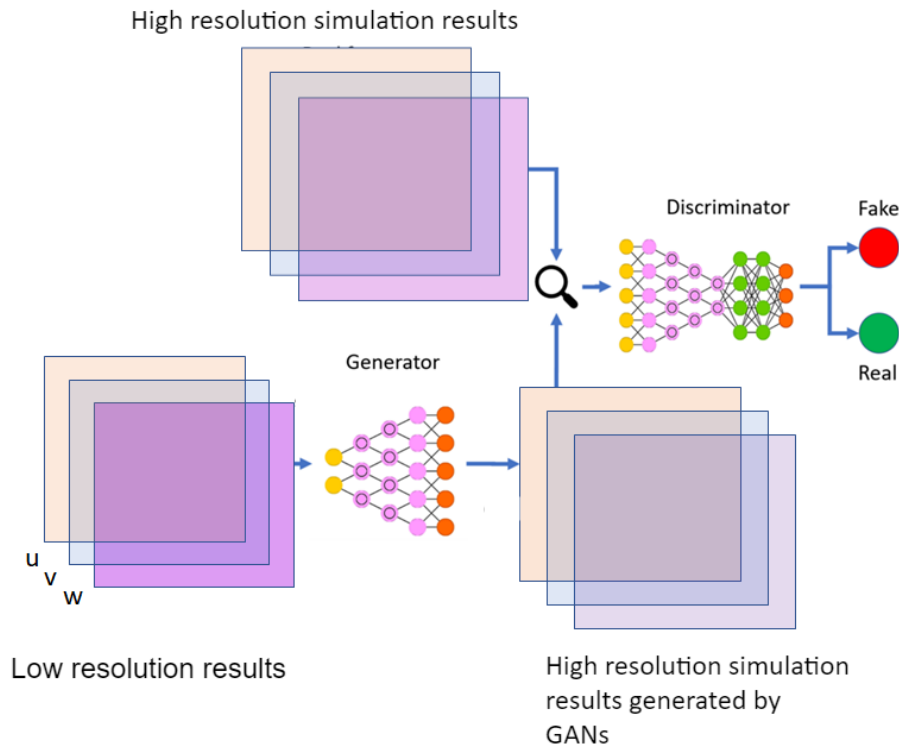 High resolution simulation results
Discriminator
Fake
Real
Generator
u
v
w
Low resolution results
High resolution simulation
results generated by
GANs